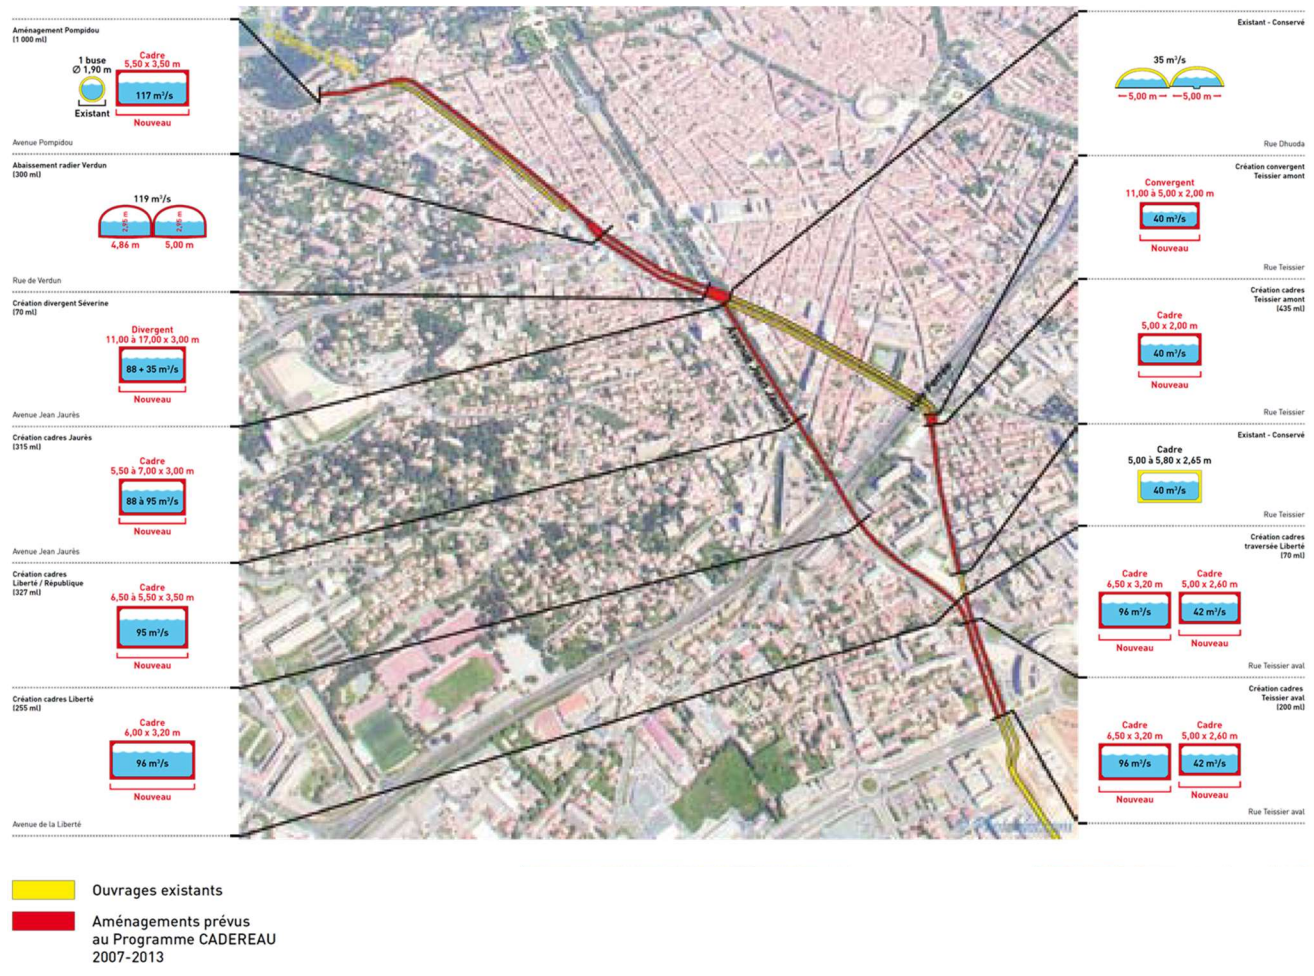 Aménagement Pompidou
(1 000 ml)
1 buse
Ø 1,90 m
Existant
Cadre
5,50 x 3,50 m
117 m³/s
Nouveau
Avenue Pompidou
Abaissement radier Verdun
(300 ml)
119 m³/s
2,95 m
2,95 m
4,86 m
5,00 m
Rue de Verdun
Création divergent Séverine
(70 ml)
Divergent
11,00 à 17,00 x 3,00 m
88 + 35 m³/s
Nouveau
Avenue Jean Jaurès
Création cadres Jaurès
(315 ml)
Cadre
5,50 à 7,00 x 3,00 m
88 à 95 m³/s
Nouveau
Avenue Jean Jaurès
Création cadres
Liberté / République
(327 ml)
Cadre
6,50 à 5,50 x 3,50 m
95 m³/s
Nouveau
Création cadres Liberté
(255 ml)
Cadre
6,00 x 3,20 m
96 m³/s
Nouveau
Avenue de la Liberté
Avenue Jean Jaurès
Existant - Conservé
35 m³/s
5,00 m
5,00 m
Rue Dhuoda
Création convergent
Teissier amont
Convergent
11,00 à 5,00 x 2,00 m
40 m³/s
Nouveau
Rue Teissier
Création cadres
Teissier amont
(435 ml)
Cadre
5,00 x 2,00 m
40 m³/s
Nouveau
Rue Teissier
Existant - Conservé
Cadre
5,00 à 5,80 x 2,65 m
40 m³/s
Rue Teissier
Création cadres
traversée Liberté
(70 ml)
Cadre
6,50 x 3,20 m
96 m³/s
Nouveau
Cadre
5,00 x 2,60 m
42 m³/s
Nouveau
Rue Teissier aval
Création cadres
Teissier aval
(200 ml)
Cadre
6,50 x 3,20 m
96 m³/s
Nouveau
Cadre
5,00 x 2,60 m
42 m³/s
Nouveau
Rue Teissier aval
Ouvrages existants
Aménagements prévus
au Programme CADEREAU
2007-2013